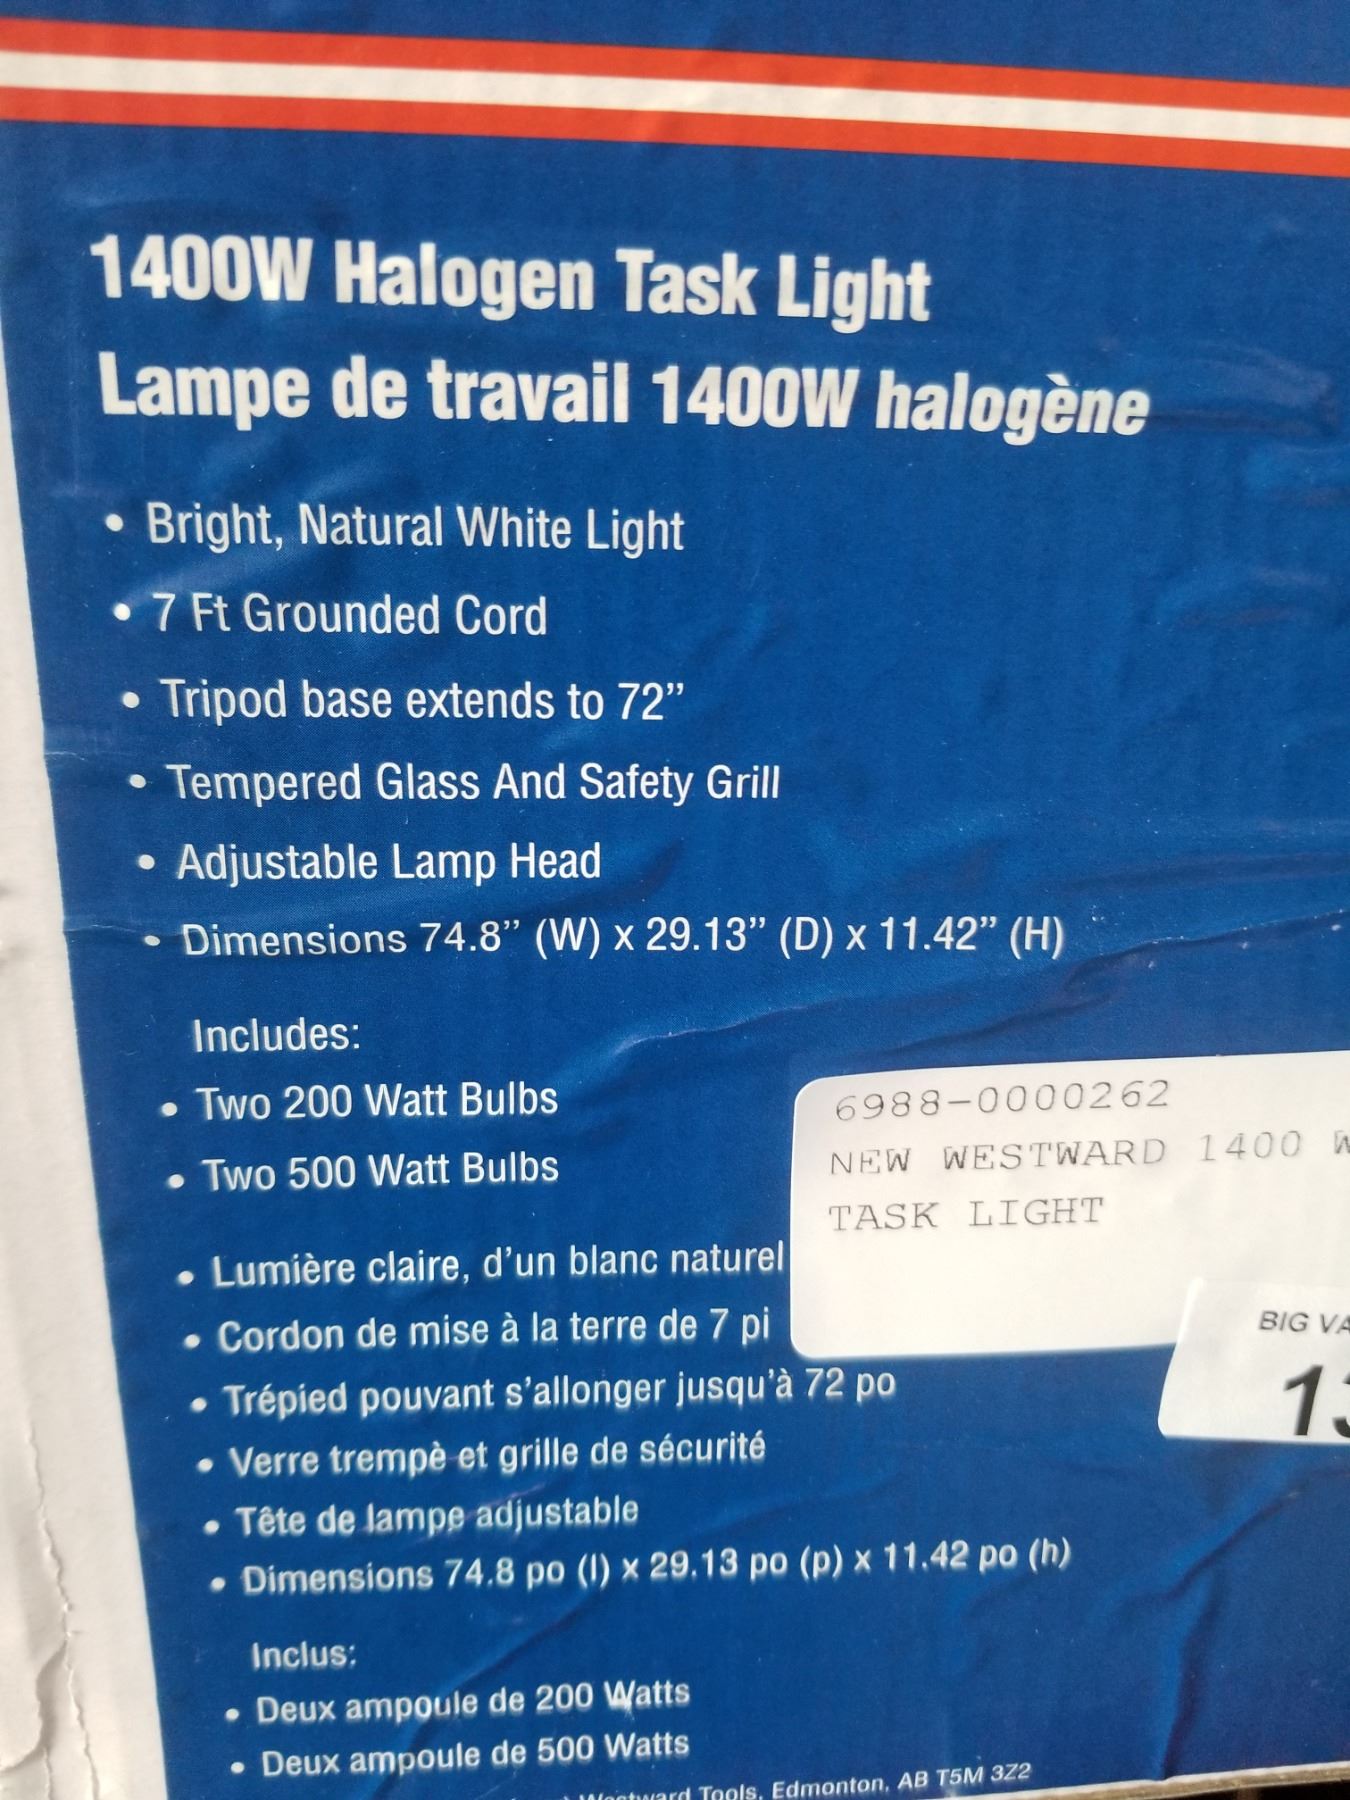 1400W Halogen Task Light
Lampe de travail 1400W halogène
• Bright, Natural White Light
• 7 Ft Grounded Cord
• Tripod base extends to 72”
• Tempered Glass And Safety Grill
• Adjustable Lamp Head
• Dimensions 74.8” (W) x 29.13” (D) x 11.42” (H)
Includes:
• Two 200 Watt Bulbs
• Two 500 Watt Bulbs
• Lumière claire, d’un blanc naturel
• Cordon de mise à la terre de 7 pi
• Trépied pouvant s’allonger jusqu’à 72 po
• Verre trempè et grille de sécurité
• Tête de lampe adjustable
• Dimensions 74.8 po (l) x 29.13 po (p) x 11.42 po (h)
Inclus:
• Deux ampoule de 200 Watts
• Deux ampoule de 500 Watts
Westward Tools, Edmonton, AB T5M 3Z2
6988-0000262
NEW WESTWARD 1400 W
TASK LIGHT
BIG